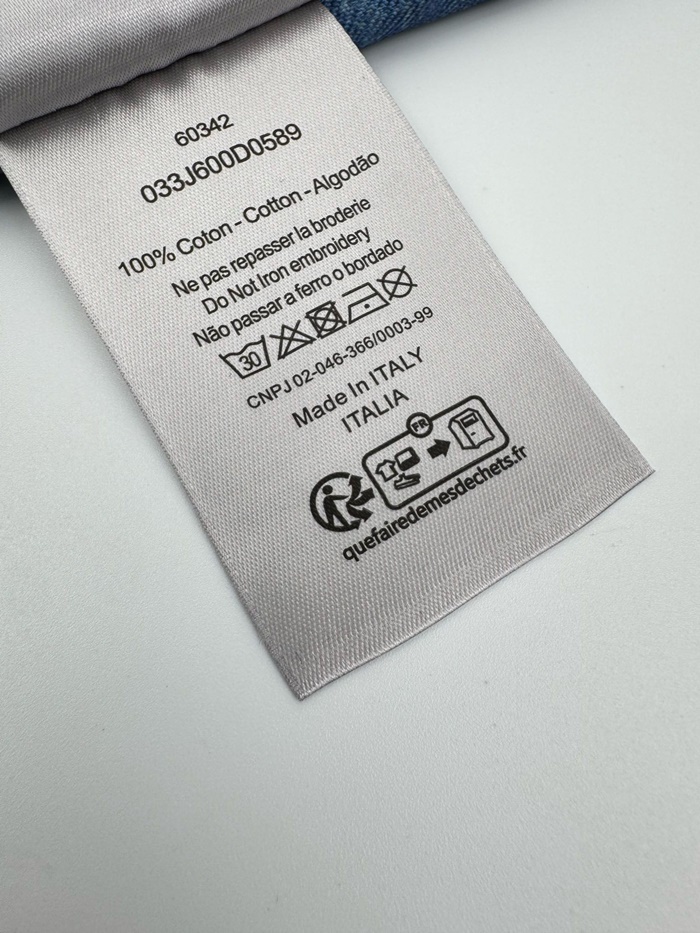 60342
033J600D0589
100% Coton - Cotton - Algodão
Ne pas repasser la broderie
Do Not Iron embroidery
Não passar a ferro o bordado
30
CNPJ 02-046-366/0003-99
Made In ITALY
ITALIA
FR
quefairedemesdechets.fr